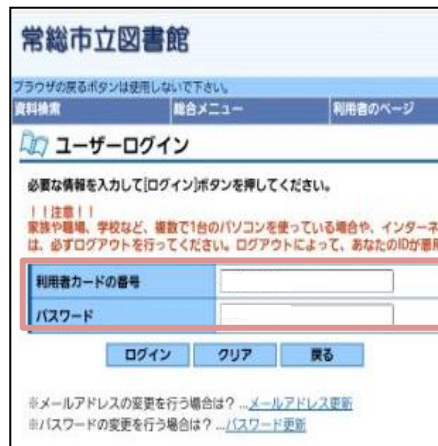 常総市立図書館
ブラウザの戻るボタンは使用しないで下さい。
資料検索 総合メニュー 利用者のページ
ユーザーログイン
必要な情報を入力して[ログイン]ボタンを押してください。
！！注意！！
家族や職場、学校など、複数で1台のパソコンを使っている場合や、インターネ
は、必ずログアウトを行ってください。ログアウトによって、あなたのIDが悪用
利用者カードの番号
パスワード
ログイン クリア 戻る
※メールアドレスの変更を行う場合は？...メールアドレス更新
※パスワードの変更を行う場合は？...パスワード更新